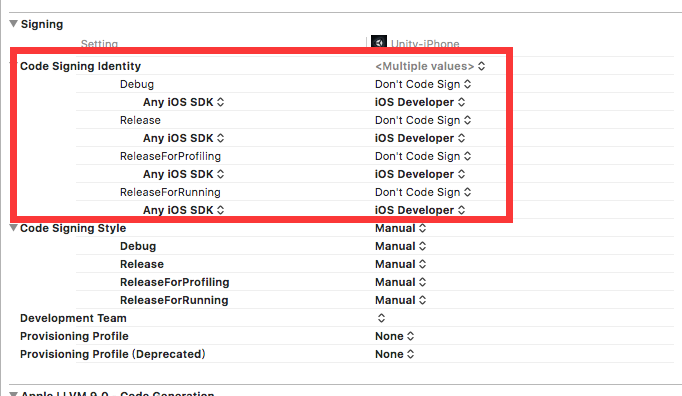 Signing
Setting Unity-iPhone
Code Signing Identity <Multiple values>
Debug Don't Code Sign
Any iOS SDK iOS Developer
Release Don't Code Sign
Any iOS SDK iOS Developer
ReleaseForProfiling Don't Code Sign
Any iOS SDK iOS Developer
ReleaseForRunning Don't Code Sign
Any iOS SDK iOS Developer
Code Signing Style Manual
Debug Manual
Release Manual
ReleaseForProfiling Manual
ReleaseForRunning Manual
Development Team
Provisioning Profile None
Provisioning Profile (Deprecated) None
Apple LLVM 9.0 - Code Generation